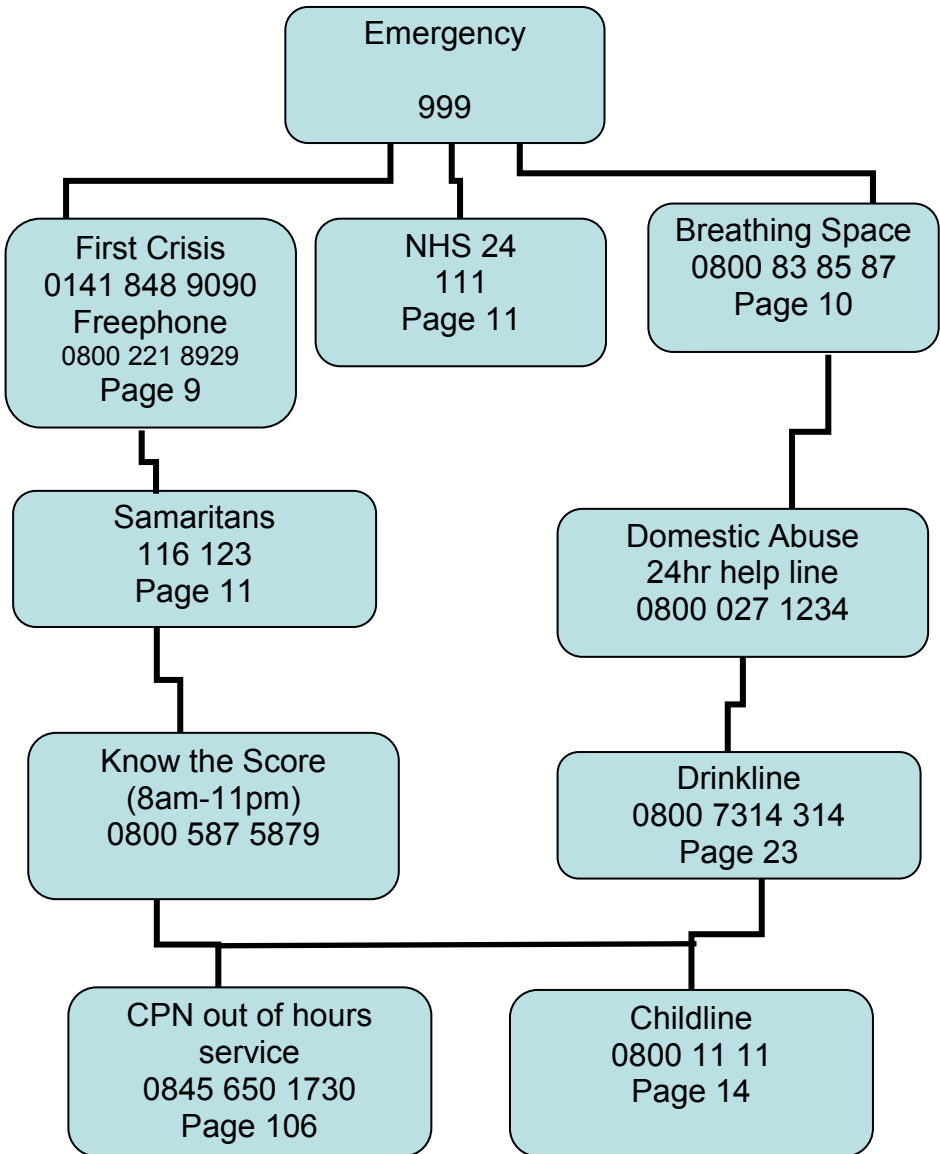 Emergency
999
First Crisis
0141 848 9090
Freephone
0800 221 8929
Page 9
NHS 24
111
Page 11
Breathing Space
0800 83 85 87
Page 10
Samaritans
116 123
Page 11
Domestic Abuse
24hr help line
0800 027 1234
Know the Score
(8am-11pm)
0800 587 5879
Drinkline
0800 7314 314
Page 23
CPN out of hours
service
0845 650 1730
Page 106
Childline
0800 11 11
Page 14